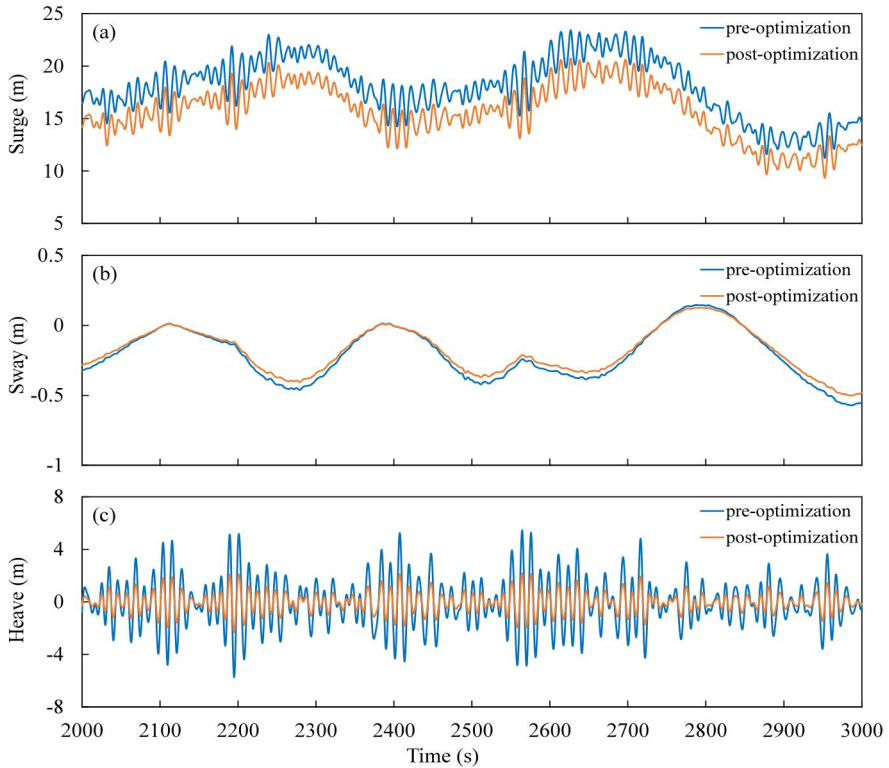 25
(a)
pre-optimization
20
post-optimization
15
Surge (m)
10
5
0.5
(b)
pre-optimization
post-optimization
0
Sway (m)
-0.5
-1
8
(c)
pre-optimization
4
post-optimization
0
Heave (m)
-4
-8
2000 2100 2200 2300 2400 2500 2600 2700 2800 2900 3000
Time (s)